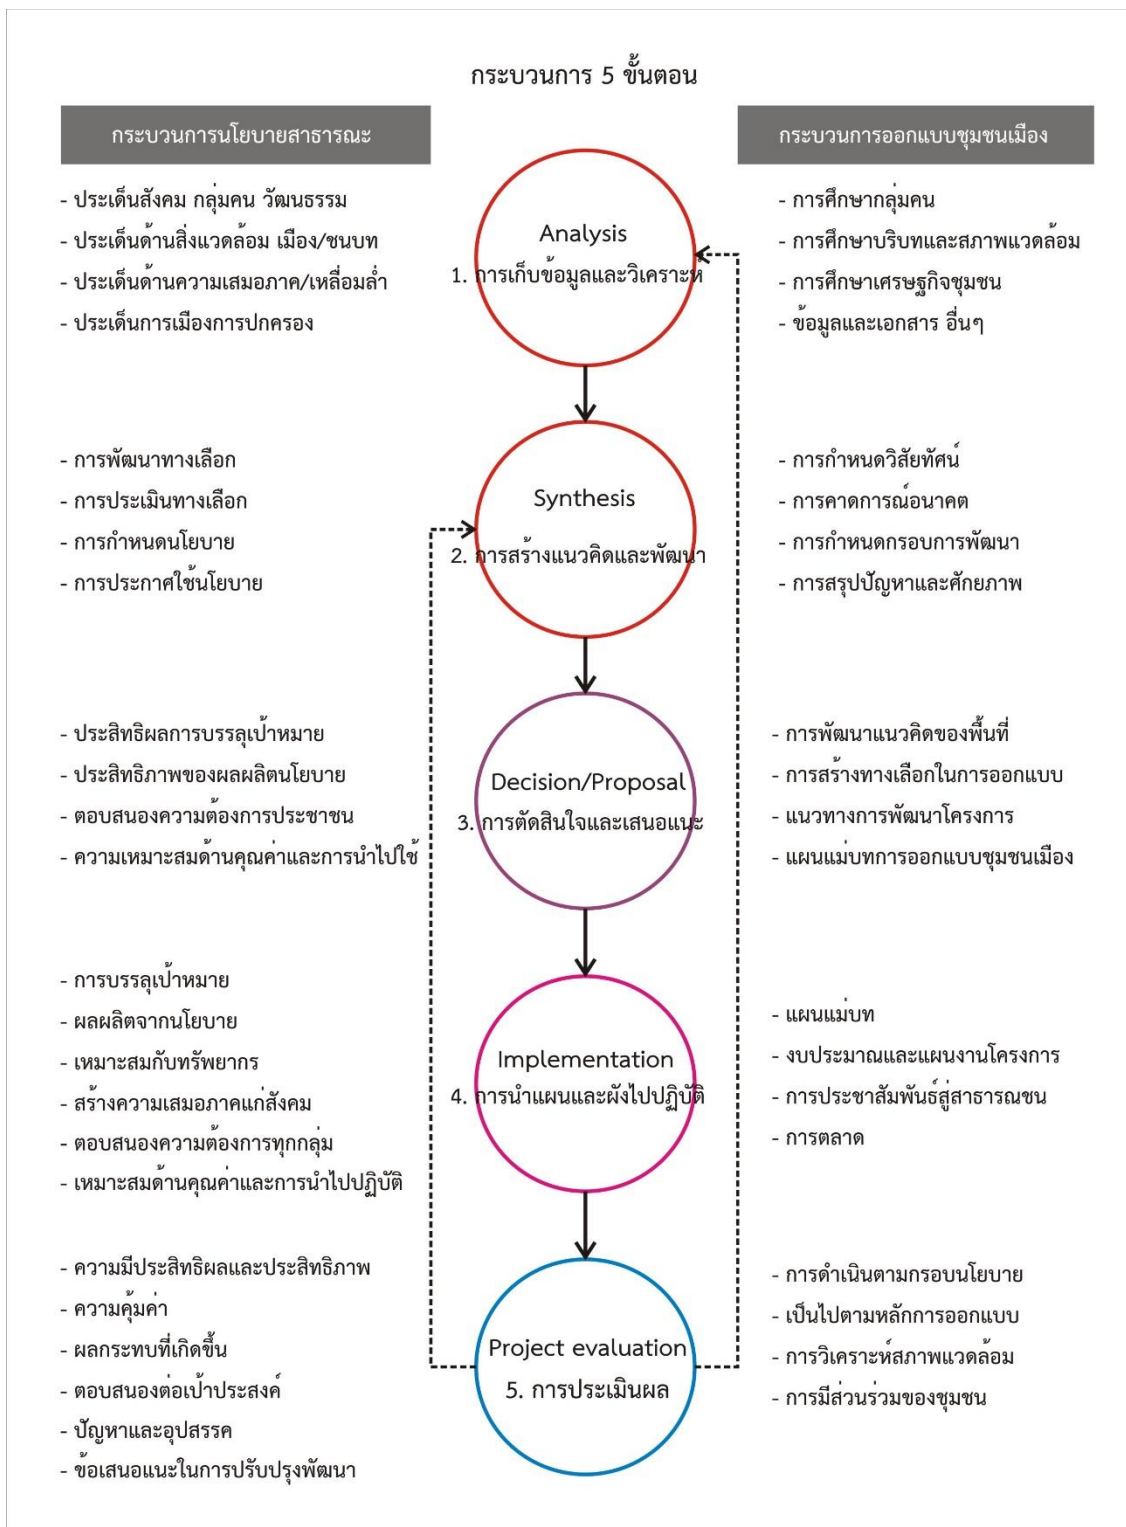 กระบวนการ 5 ขั้นตอน
กระบวนการนโยบายสาธารณะ
กระบวนการออกแบบชุมชนเมือง
- ประเด็นสังคม กลุ่มคน วัฒนธรรม
- ประเด็นด้านสิ่งแวดล้อม เมือง/ชนบท
- ประเด็นด้านความเสมอภาค/เหลื่อมล่ำ
- ประเด็นการเมืองการปกครอง
Analysis
1. การเก็บข้อมูลและวิเคราะห์
- การศึกษากลุ่มคน
- การศึกษาบริบทและสภาพแวดล้อม
- การศึกษาเศรษฐกิจชุมชน
- ข้อมูลและเอกสาร อื่นๆ
- การพัฒนาทางเลือก
- การประเมินทางเลือก
- การกำหนดนโยบาย
- การประกาศใช้นโยบาย
Synthesis
2. การสร้างแนวคิดและพัฒนา
- การกำหนดวิสัยทัศน์
- การคาดการณ์อนาคต
- การกำหนดกรอบการพัฒนา
- การสรุปปัญหาและศักยภาพ
- ประสิทธิผลการบรรลุเป้าหมาย
- ประสิทธิภาพของผลผลิตนโยบาย
- ตอบสนองความต้องการประชาชน
- ความเหมาะสมด้านคุณค่าและการนำไปใช้
Decision/Proposal
3. การตัดสินใจและเสนอแนะ
- การพัฒนาแนวคิดของพื้นที่
- การสร้างทางเลือกในการออกแบบ
- แนวทางการพัฒนาโครงการ
- แผนแม่บทการออกแบบชุมชนเมือง
- การบรรลุเป้าหมาย
- ผลผลิตจากนโยบาย
- เหมาะสมกับทรัพยากร
- สร้างความเสมอภาคแก่สังคม
- ตอบสนองความต้องการทุกกลุ่ม
- เหมาะสมด้านคุณค่าและการนำไปปฏิบัติ
Implementation
4. การนำแผนและผังไปปฏิบัติ
- แผนแม่บท
- งบประมาณและแผนงานโครงการ
- การประชาสัมพันธ์สู่สาธารณชน
- การตลาด
- ความมีประสิทธิผลและประสิทธิภาพ
- ความคุ้มค่า
- ผลกระทบที่เกิดขึ้น
- ตอบสนองต่อเป้าประสงค์
- ปัญหาและอุปสรรค
- ข้อเสนอแนะในการปรับปรุงพัฒนา
Project evaluation
5. การประเมินผล
- การดำเนินตามกรอบนโยบาย
- เป็นไปตามหลักการออกแบบ
- การวิเคราะห์สภาพแวดล้อม
- การมีส่วนร่วมของชุมชน